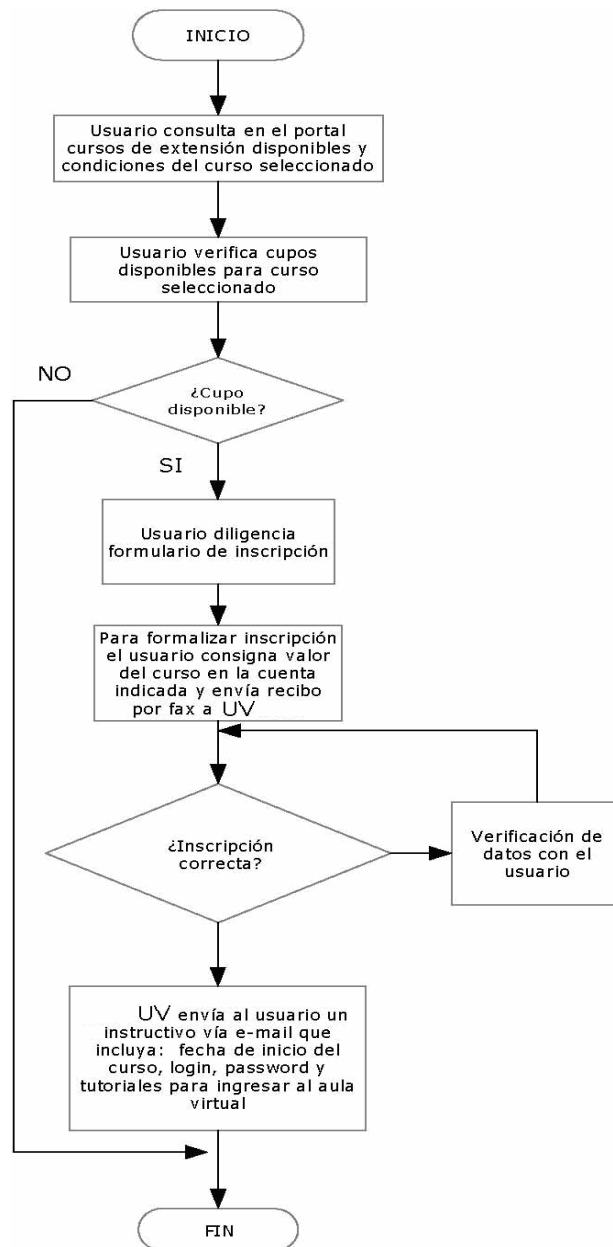 INICIO
Usuario consulta en el portal
cursos de extensión disponibles y
condiciones del curso seleccionado
Usuario verifica cupos
disponibles para curso
seleccionado
NO
¿Cupo
disponible?
SI
Usuario diligencia
formulario de inscripción
Para formalizar inscripción
el usuario consigna valor
del curso en la cuenta
indicada y envía recibo
por fax a UV
¿Inscripción
correcta?
Verificación de
datos con el
usuario
UV envía al usuario un
instructivo vía e-mail que
incluya: fecha de inicio del
curso, login, password y
tutoriales para ingresar al aula
virtual
FIN